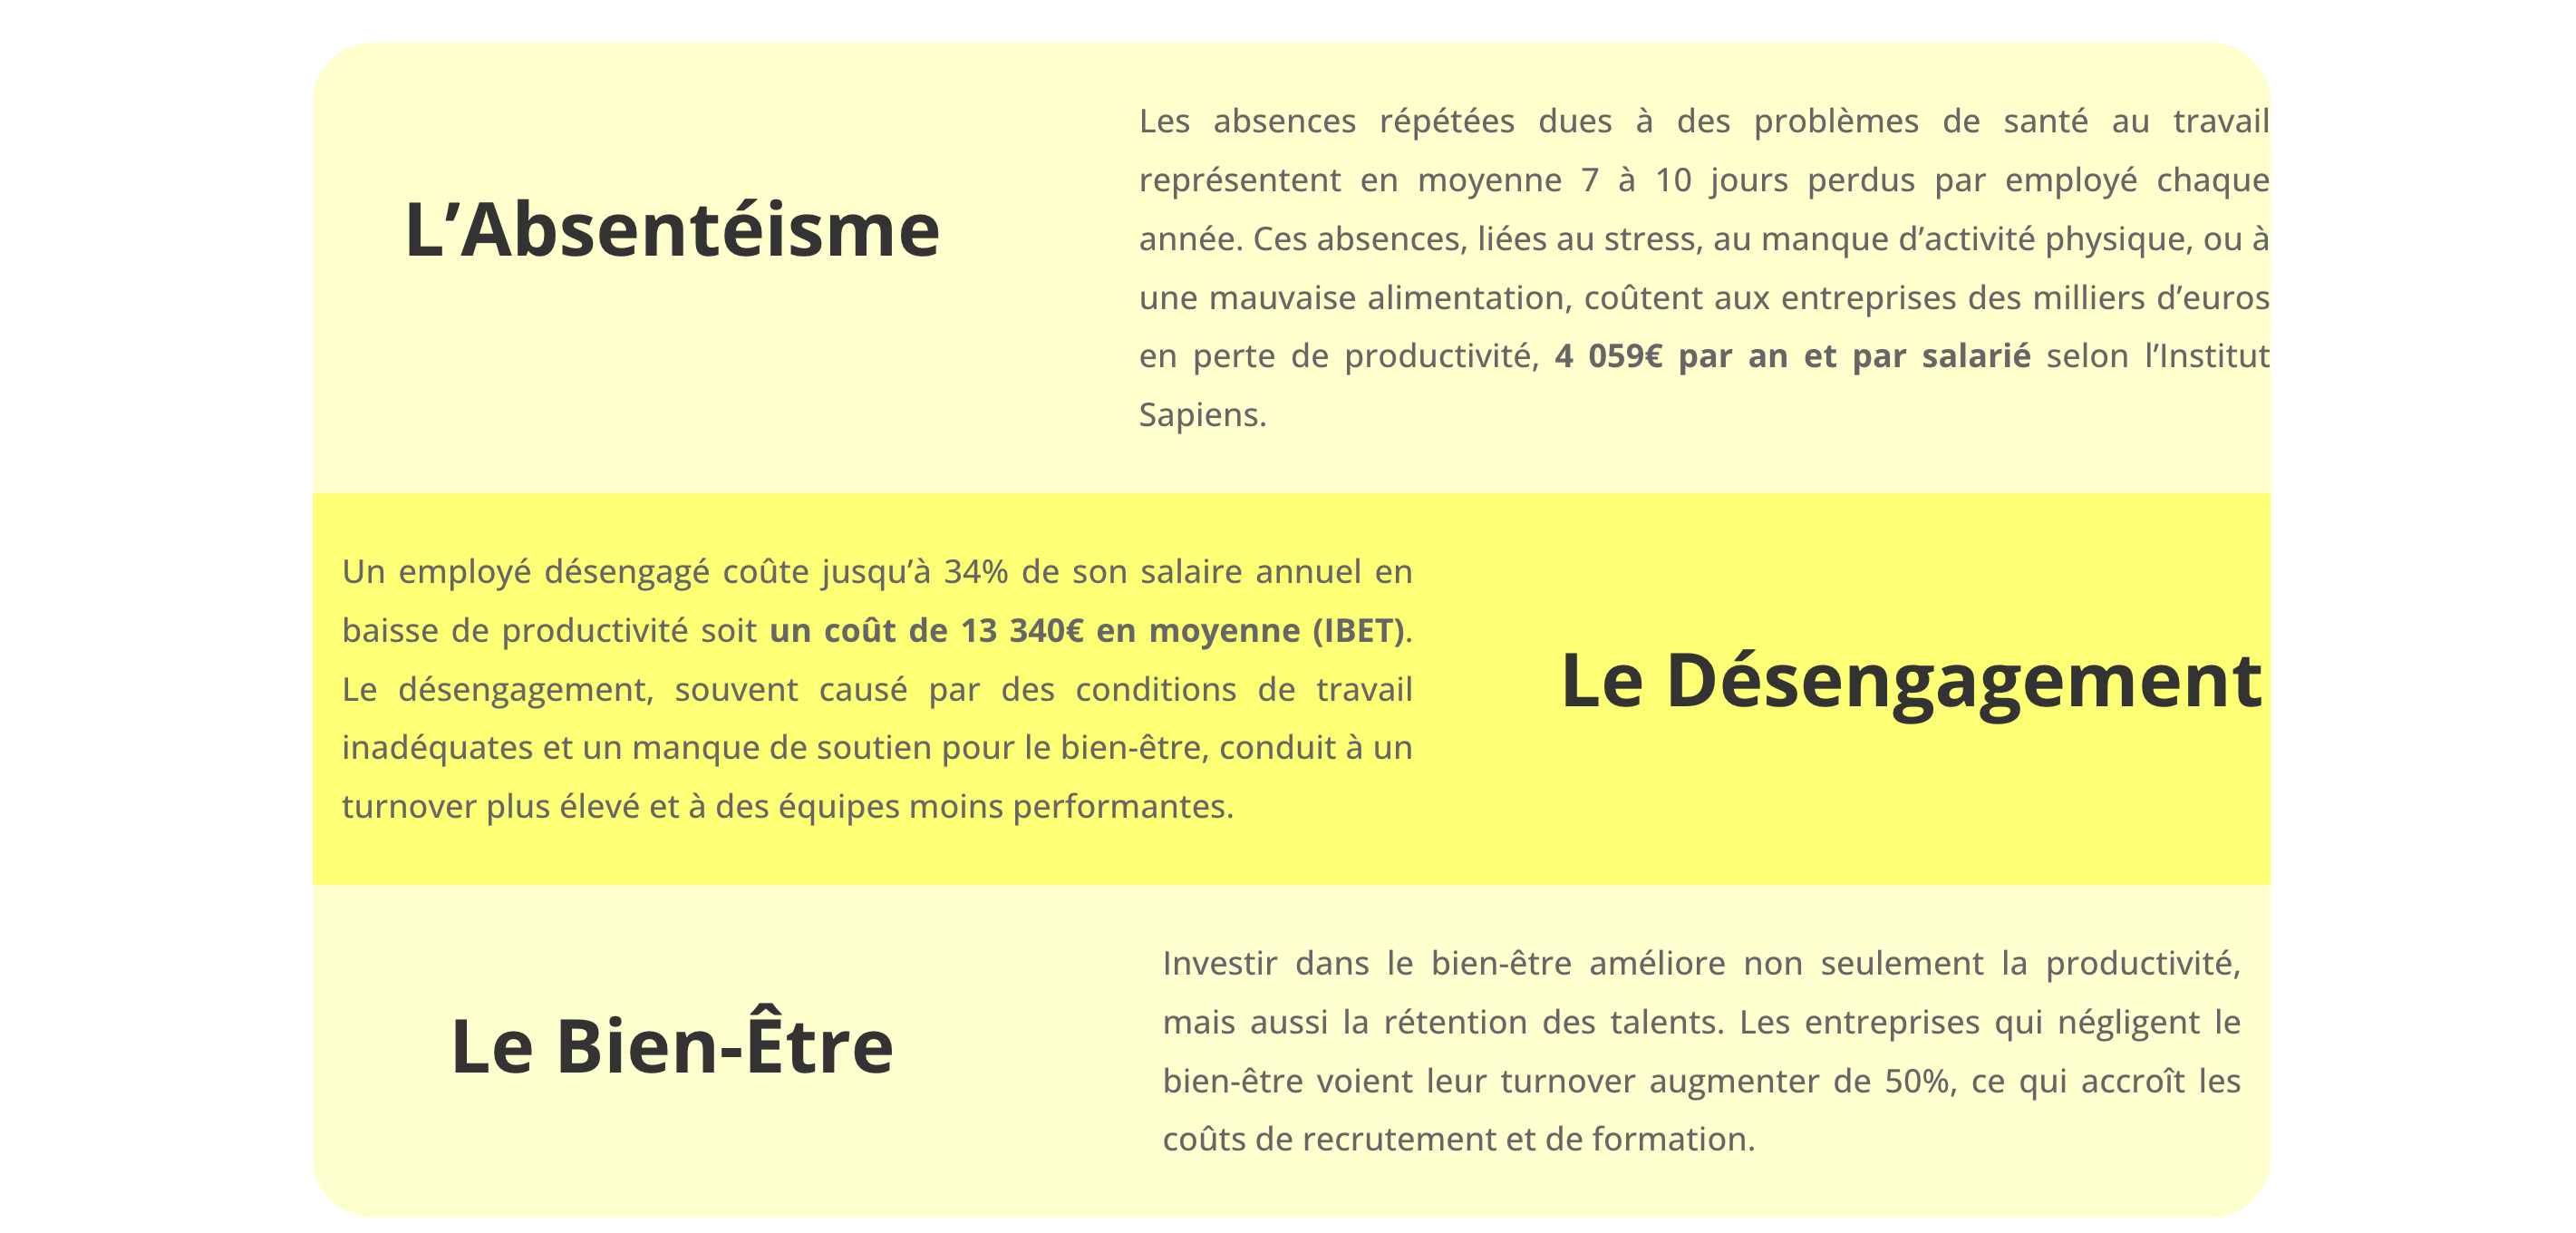 L’Absentéisme
Les absences répétées dues à des problèmes de santé au travail
représentent en moyenne 7 à 10 jours perdus par employé chaque
année. Ces absences, liées au stress, au manque d’activité physique, ou à
une mauvaise alimentation, coûtent aux entreprises des milliers d’euros
en perte de productivité, 4 059€ par an et par salarié selon l’Institut
Sapiens.
Un employé désengagé coûte jusqu’à 34% de son salaire annuel en
baisse de productivité soit un coût de 13 340€ en moyenne (IBET).
Le désengagement, souvent causé par des conditions de travail
inadéquates et un manque de soutien pour le bien-être, conduit à un
turnover plus élevé et à des équipes moins performantes.
Le Désengagement
Le Bien-Être
Investir dans le bien-être améliore non seulement la productivité,
mais aussi la rétention des talents. Les entreprises qui négligent le
bien-être voient leur turnover augmenter de 50%, ce qui accroît les
coûts de recrutement et de formation.